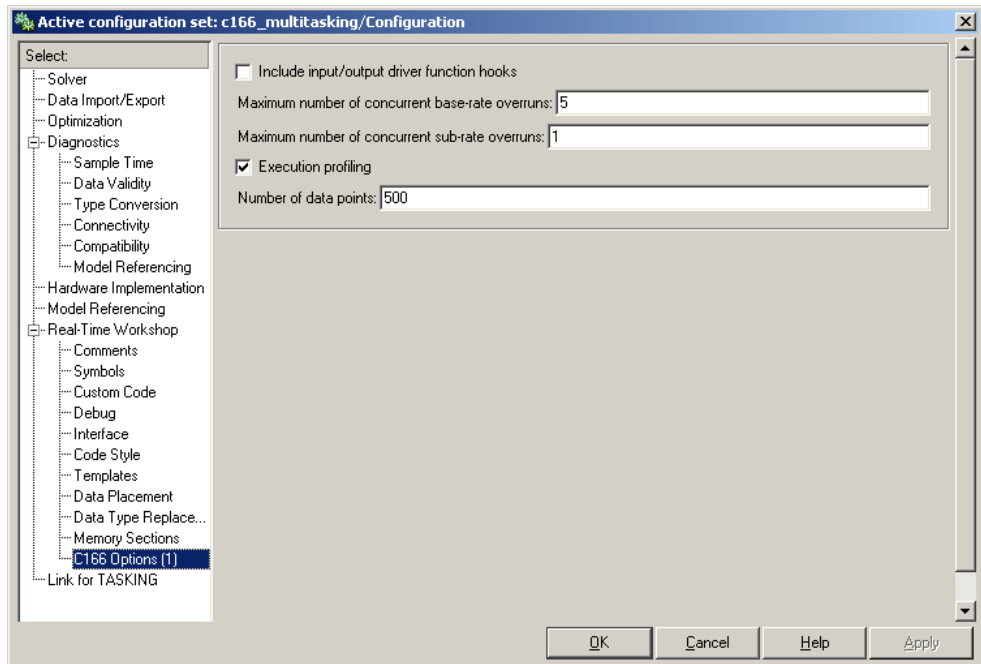 Active configuration set: c166_multitasking/Configuration
Select:
Solver
Data Import/Export
Optimization
Diagnostics
Sample Time
Data Validity
Type Conversion
Connectivity
Compatibility
Model Referencing
Hardware Implementation
Model Referencing
Real-Time Workshop
Comments
Symbols
Custom Code
Debug
Interface
Code Style
Templates
Data Placement
Data Type Replace...
Memory Sections
C166 Options (1)
Link for TASKING
Include input/output driver function hooks
Maximum number of concurrent base-rate overruns: 5
Maximum number of concurrent sub-rate overruns: 1
Execution profiling
Number of data points: 500
OK
Cancel
Help
Apply